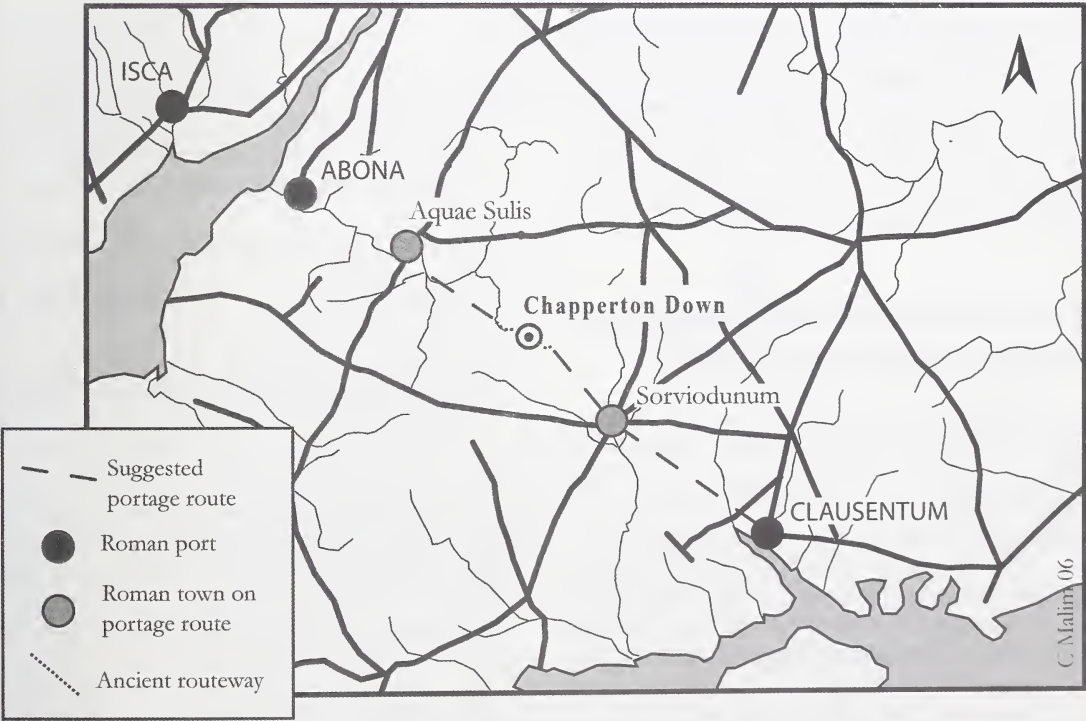 ISCA
ABONA
Aquae Sulis
Chapperton Down
Sorviodunum
CLAUSENTUM
Suggested
portage route
Roman port
Roman town on
portage route
Ancient routeway
C Malim 06